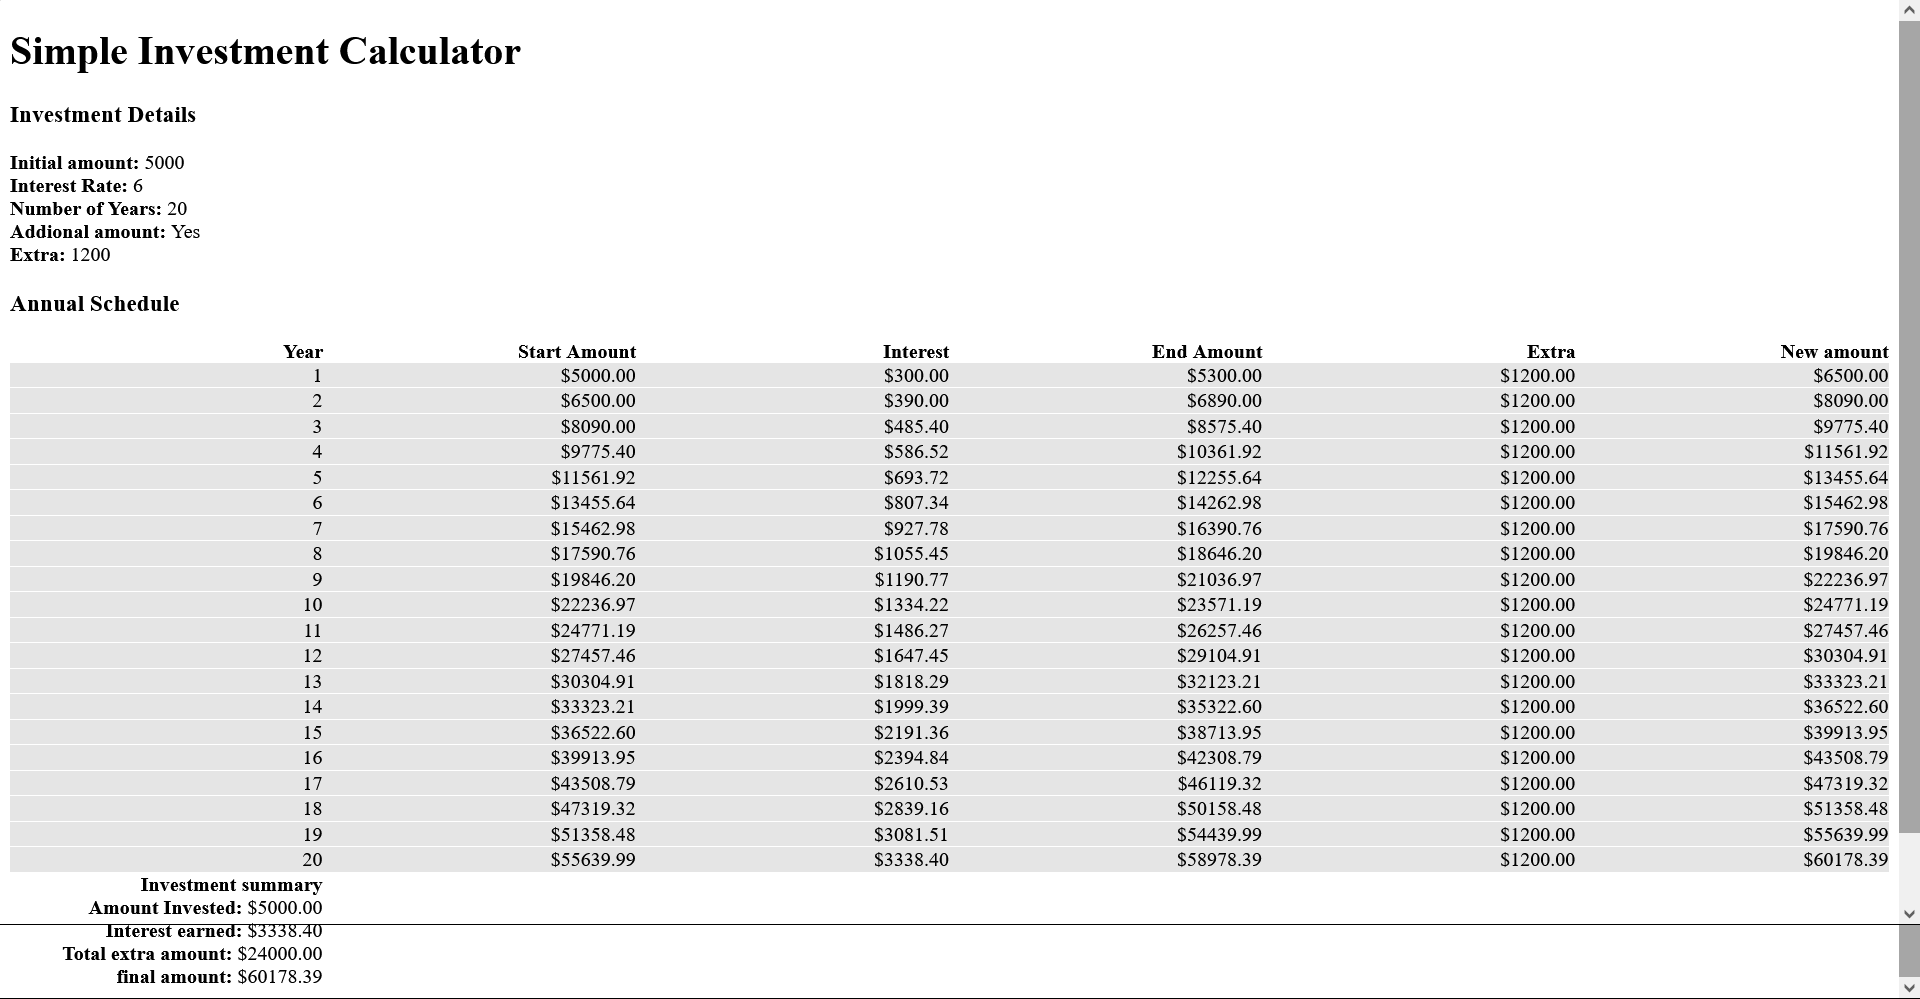 Simple Investment Calculator
Investment Details
Initial amount: 5000
Interest Rate: 6
Number of Years: 20
Addional amount: Yes
Extra: 1200
Annual Schedule
Year Start Amount Interest End Amount Extra New amount
1 $5000.00 $300.00 $5300.00 $1200.00 $6500.00
2 $6500.00 $390.00 $6890.00 $1200.00 $8090.00
3 $8090.00 $485.40 $8575.40 $1200.00 $9775.40
4 $9775.40 $586.52 $10361.92 $1200.00 $11561.92
5 $11561.92 $693.72 $12255.64 $1200.00 $13455.64
6 $13455.64 $807.34 $14262.98 $1200.00 $15462.98
7 $15462.98 $927.78 $16390.76 $1200.00 $17590.76
8 $17590.76 $1055.45 $18646.20 $1200.00 $19846.20
9 $19846.20 $1190.77 $21036.97 $1200.00 $22236.97
10 $22236.97 $1334.22 $23571.19 $1200.00 $24771.19
11 $24771.19 $1486.27 $26257.46 $1200.00 $27457.46
12 $27457.46 $1647.45 $29104.91 $1200.00 $30304.91
13 $30304.91 $1818.29 $32123.21 $1200.00 $33323.21
14 $33323.21 $1999.39 $35322.60 $1200.00 $36522.60
15 $36522.60 $2191.36 $38713.95 $1200.00 $39913.95
16 $39913.95 $2394.84 $42308.79 $1200.00 $43508.79
17 $43508.79 $2610.53 $46119.32 $1200.00 $47319.32
18 $47319.32 $2839.16 $50158.48 $1200.00 $51358.48
19 $51358.48 $3081.51 $54439.99 $1200.00 $55639.99
20 $55639.99 $3338.40 $58978.39 $1200.00 $60178.39
Investment summary
Amount Invested: $5000.00
Interest earned: $3338.40
Total extra amount: $24000.00
final amount: $60178.39